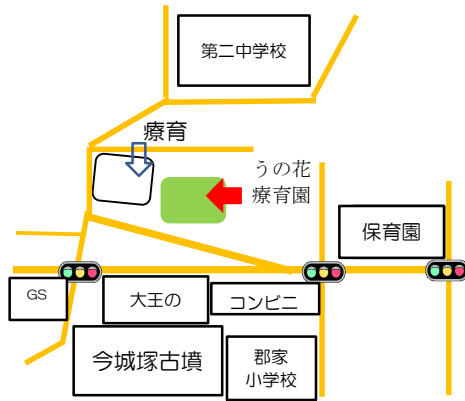 第二中学校
療育
うの花
療育園
保育園
GS
大王の
コンビニ
今城塚古墳
郡家
小学校